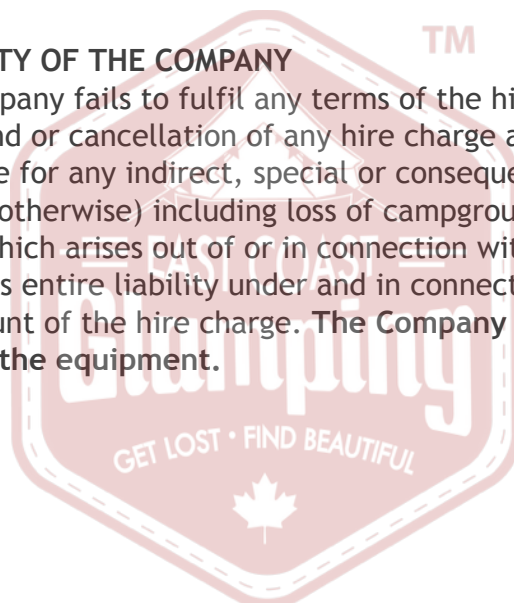 TM
TY OF THE COMPANY
pany fails to fulfil any terms of the hi
nd or cancellation of any hire charge a
e for any indirect, special or conseque
otherwise) including loss of campgrou
hich arises out of or in connection wit
s entire liability under and in connect
unt of the hire charge. The Company
the equipment.
EAST COAST
Glamping
GET LOST • FIND BEAUTIFUL